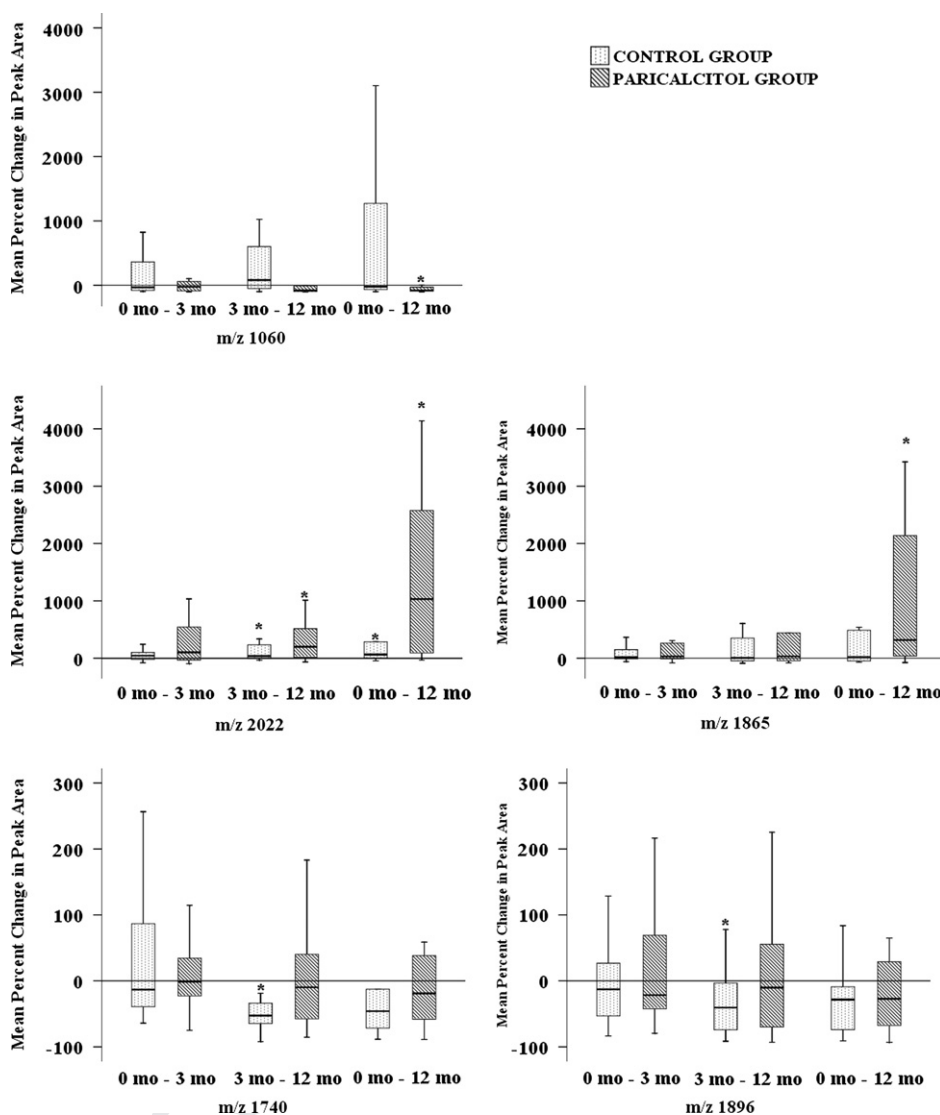 Mean Percent Change in Peak Area
4000
3000
2000
1000
0
*
0 mo - 3 mo 3 mo - 12 mo 0 mo - 12 mo
m/z 1060
CONTROL GROUP
PARICALCITOL GROUP
Mean Percent Change in Peak Area
4000
3000
2000
1000
0
*
*
*
*
0 mo - 3 mo 3 mo - 12 mo 0 mo - 12 mo
m/z 2022
Mean Percent Change in Peak Area
4000
3000
2000
1000
0
*
0 mo - 3 mo 3 mo - 12 mo 0 mo - 12 mo
m/z 1865
Mean Percent Change in Peak Area
300
200
100
0
-100
*
0 mo - 3 mo 3 mo - 12 mo 0 mo - 12 mo
m/z 1740
Mean Percent Change in Peak Area
300
200
100
0
-100
*
0 mo - 3 mo 3 mo - 12 mo 0 mo - 12 mo
m/z 1896